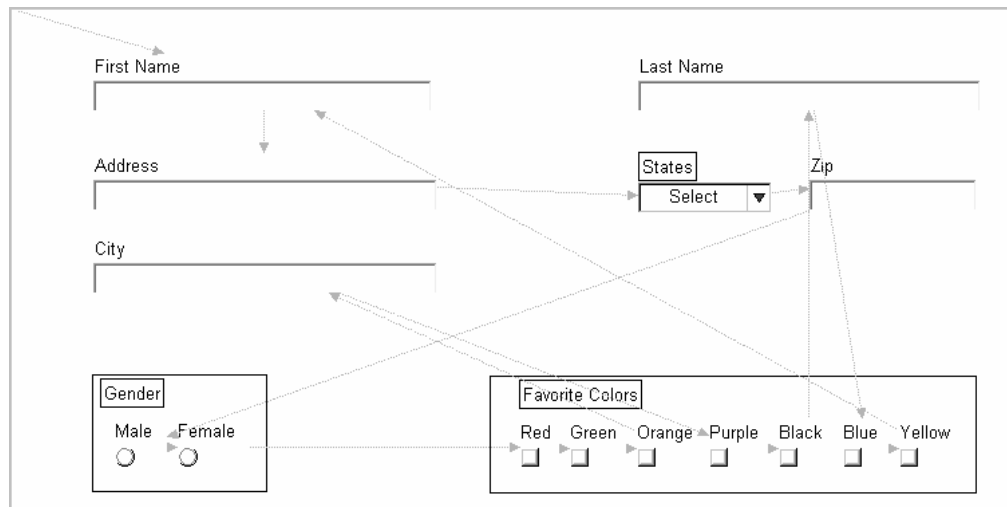 First Name
Last Name
Address
States
Zip
Select
City
Gender
Favorite Colors
Male Female
Red Green Orange Purple Black Blue Yellow